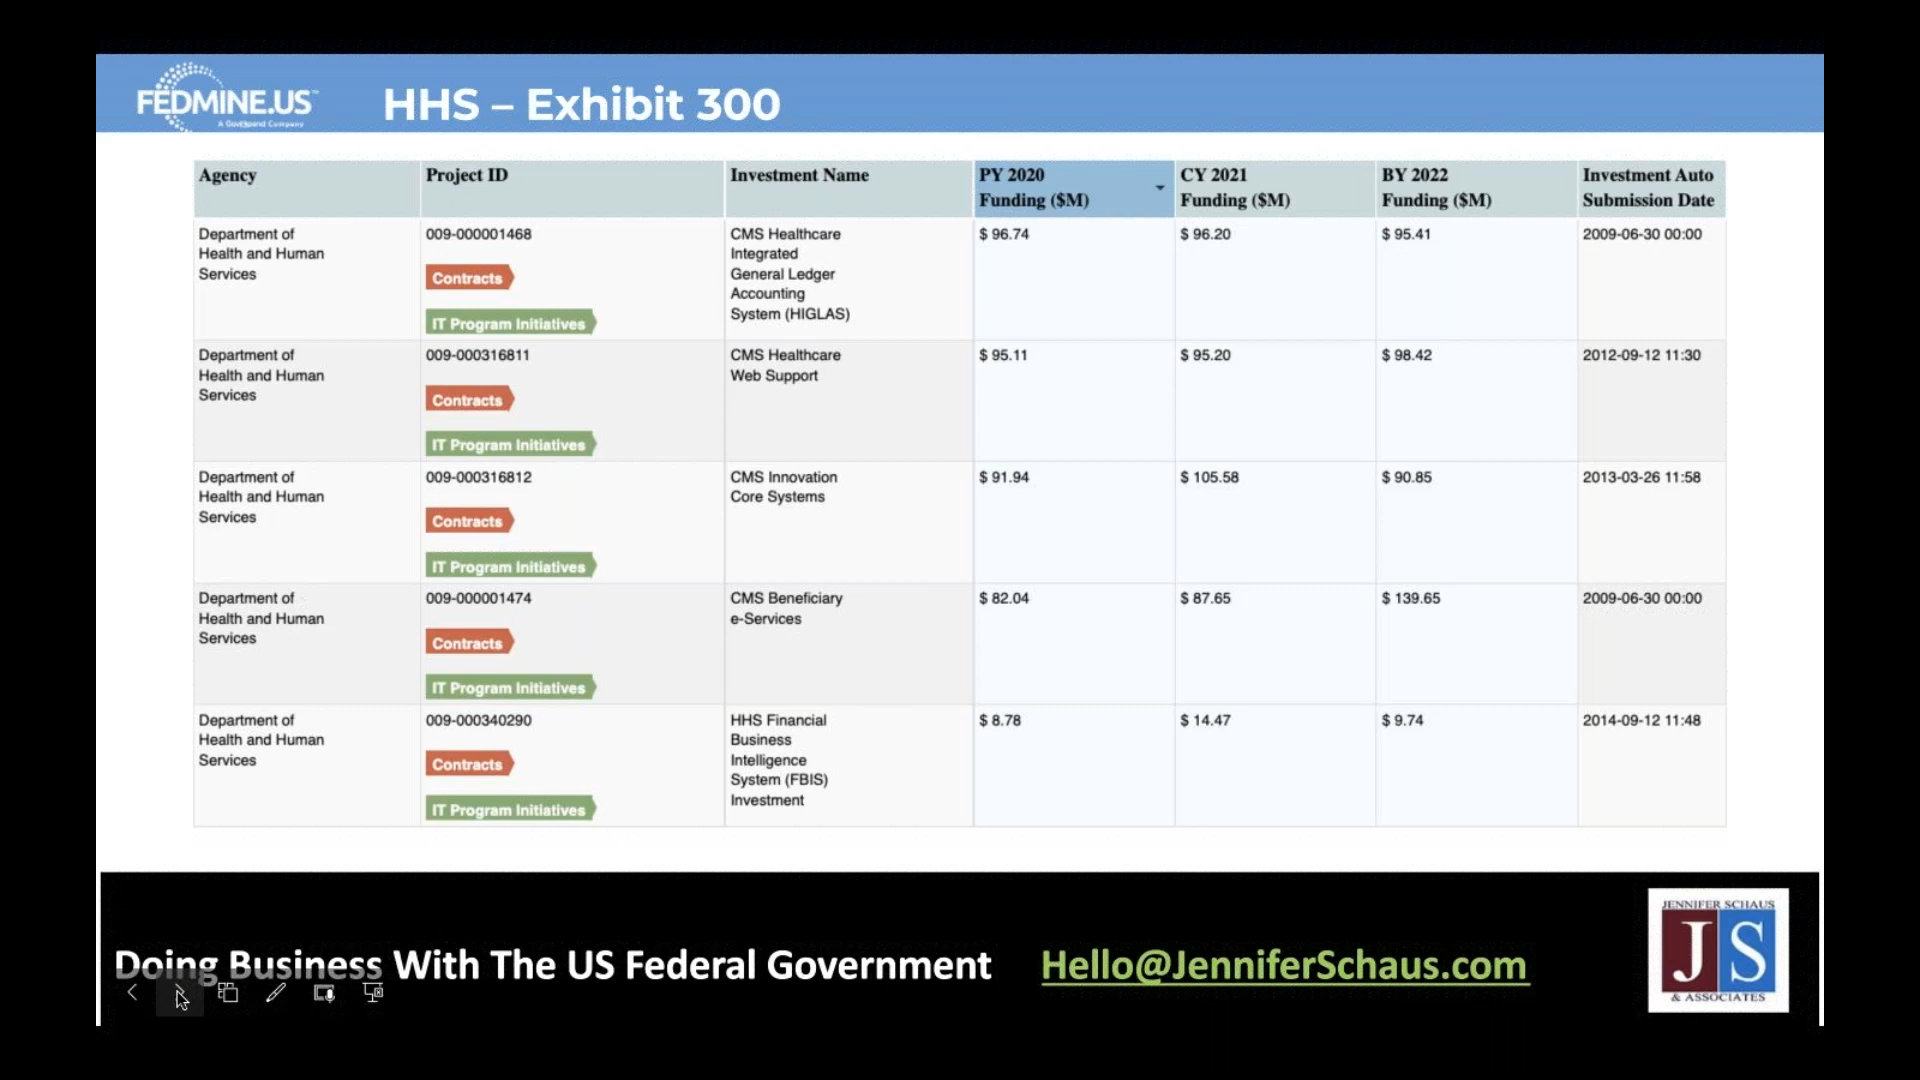 FEDMINE.US™
A GovSpend Company
HHS – Exhibit 300
Agency
Project ID
Investment Name
PY 2020
Funding ($M)
CY 2021
Funding ($M)
BY 2022
Funding ($M)
Investment Auto
Submission Date
Department of
Health and Human
Services
009-000001468
Contracts
IT Program Initiatives
CMS Healthcare
Integrated
General Ledger
Accounting
System (HIGLAS)
$ 96.74
$ 96.20
$ 95.41
2009-06-30 00:00
Department of
Health and Human
Services
009-000316811
Contracts
IT Program Initiatives
CMS Healthcare
Web Support
$ 95.11
$ 95.20
$ 98.42
2012-09-12 11:30
Department of
Health and Human
Services
009-000316812
Contracts
IT Program Initiatives
CMS Innovation
Core Systems
$ 91.94
$ 105.58
$ 90.85
2013-03-26 11:58
Department of
Health and Human
Services
009-000001474
Contracts
IT Program Initiatives
CMS Beneficiary
e-Services
$ 82.04
$ 87.65
$ 139.65
2009-06-30 00:00
Department of
Health and Human
Services
009-000340290
Contracts
IT Program Initiatives
HHS Financial
Business
Intelligence
System (FBIS)
Investment
$ 8.78
$ 14.47
$ 9.74
2014-09-12 11:48
Doing Business With The US Federal Government
Hello@JenniferSchaus.com
JENNIFER SCHAUS
JS
& ASSOCIATES